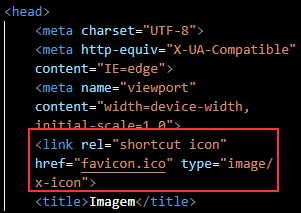 <head>
<meta charset="UTF-8">
<meta http-equiv="X-UA-Compatible"
content="IE=edge">
<meta name="viewport"
content="width=device-width,
initial-scale=1.0">
<link rel="shortcut icon"
href="favicon.ico" type="image/
x-icon">
<title>Imagem</title>